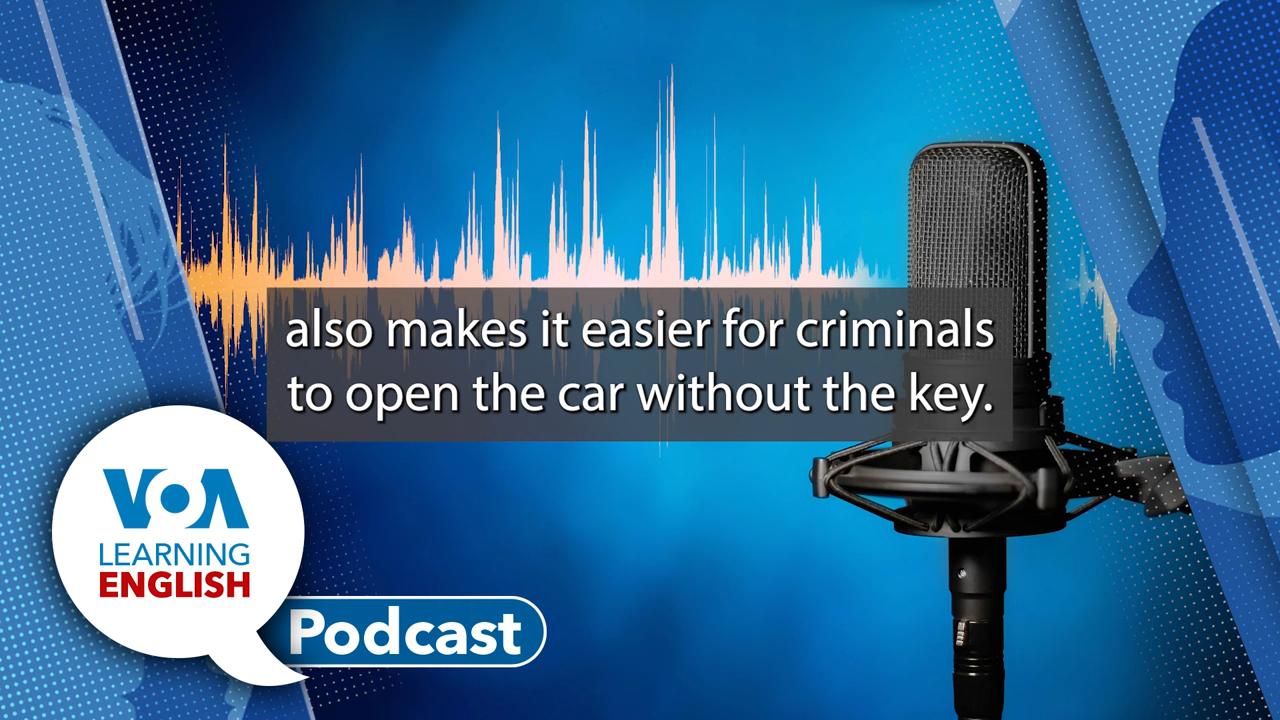 also makes it easier for criminals
to open the car without the key.
VOA
LEARNING
ENGLISH
Podcast